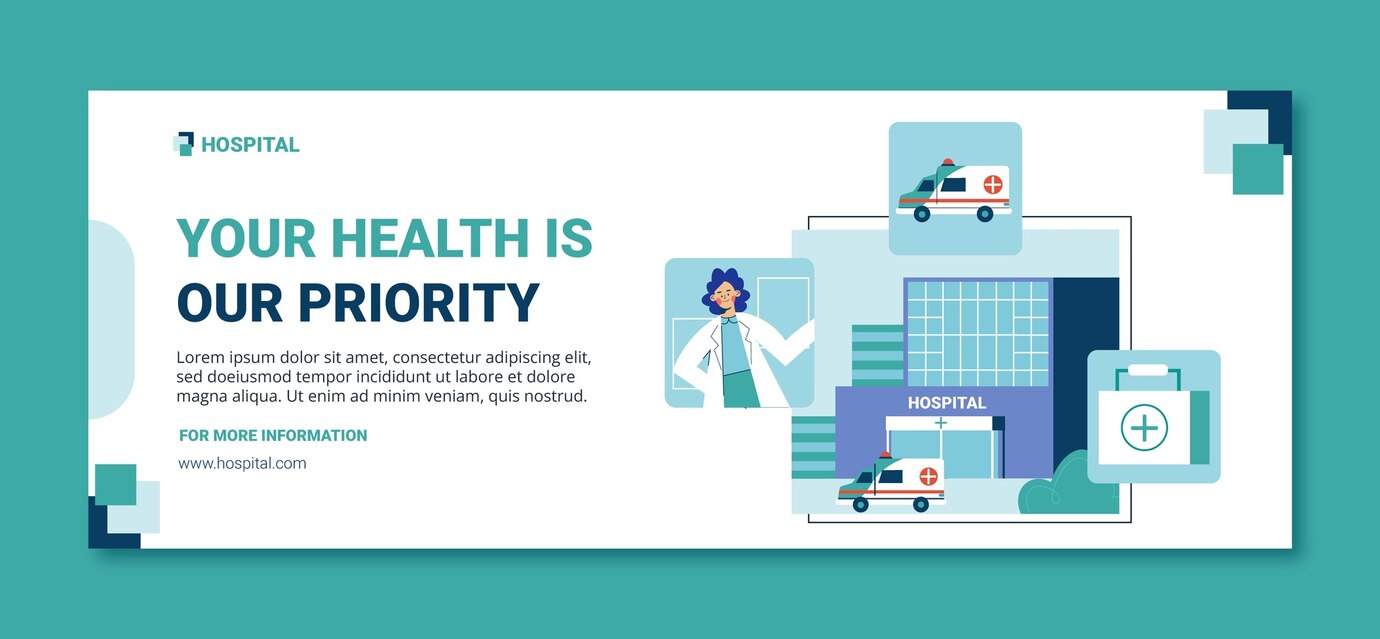 HOSPITAL
YOUR HEALTH IS
OUR PRIORITY
Lorem ipsum dolor sit amet, consectetur adipiscing elit,
sed doeiusmod tempor incididunt ut labore et dolore
magna aliqua. Ut enim ad minim veniam, quis nostrud.
FOR MORE INFORMATION
www.hospital.com
HOSPITAL